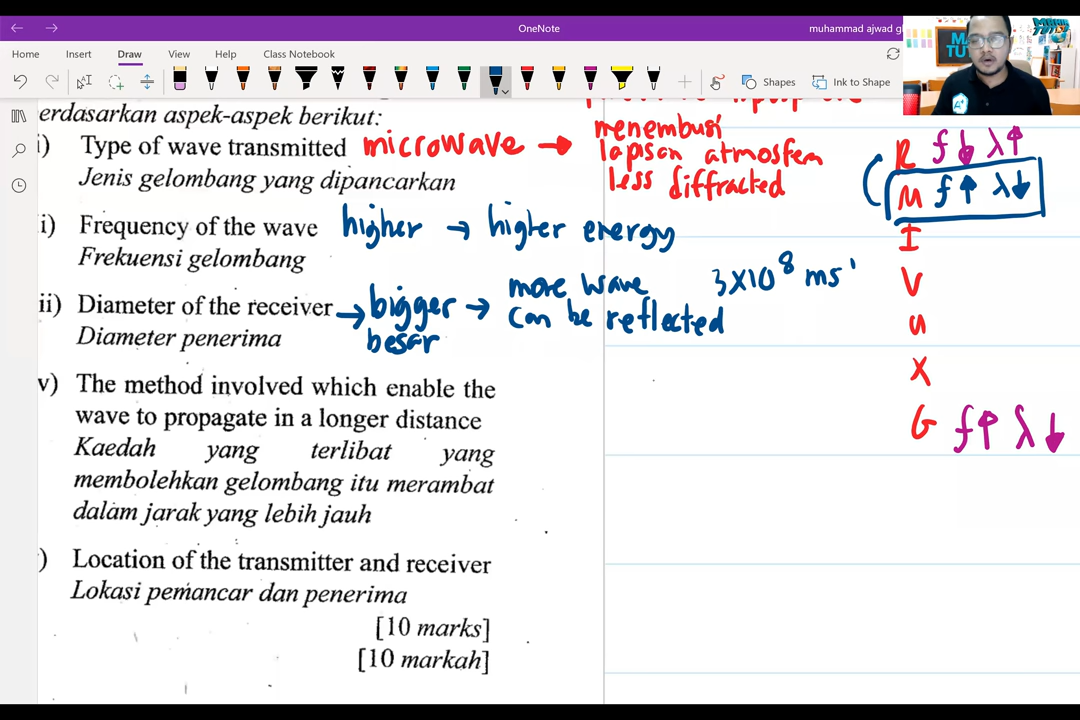 OneNote
muhammad ajwad
Home Insert Draw View Help Class Notebook
Shapes Ink to Shape
erdasarkan aspek-aspek berikut:
i) Type of wave transmitted microwave →
Jenis gelombang yang dipancarkan
menembusi
lapisan atmosfera
less diffracted
i) Frequency of the wave higher → higher energy
Frekuensi gelombang
ii) Diameter of the receiver → bigger →
Diameter penerima besar
more wave
can be reflected
3×10⁸ ms'
v) The method involved which enable the
wave to propagate in a longer distance
Kaedah yang terlibat yang
membolehkan gelombang itu merambat
dalam jarak yang lebih jauh
) Location of the transmitter and receiver
Lokasi pemancar dan penerima
[10 marks]
[10 markah]
R f↓ λ↑
M f↑ λ↓
I
V
U
X
G f↑ λ↓